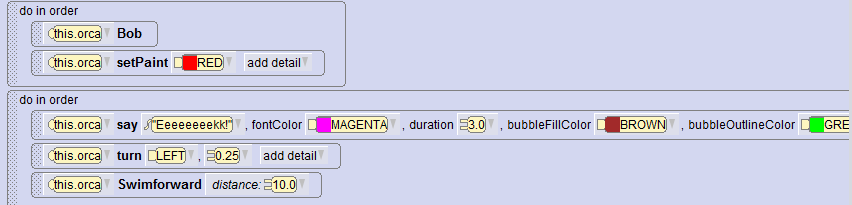 do in order
this.orca Bob
this.orca setPaint RED add detail
do in order
this.orca say "Eeeeeeeekk!" , fontColor MAGENTA , duration 3.0 , bubbleFillColor BROWN , bubbleOutlineColor GRE
this.orca turn LEFT , 0.25 add detail
this.orca Swimforward distance: 10.0